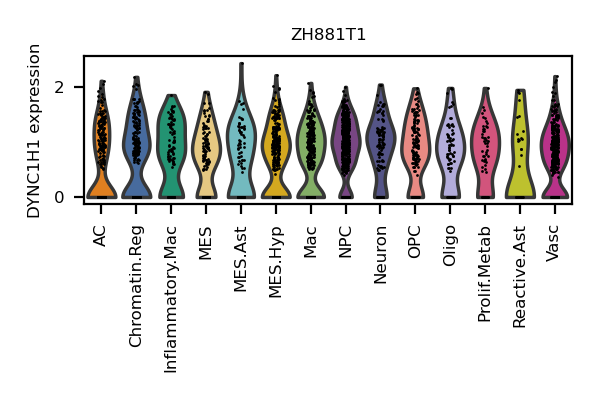 ZH881T1
DYNC1H1 expression
2
0
AC
Chromatin.Reg
Inflammatory.Mac
MES
MES.Ast
MES.Hyp
Mac
NPC
Neuron
OPC
Oligo
Prolif.Metab
Reactive.Ast
Vasc